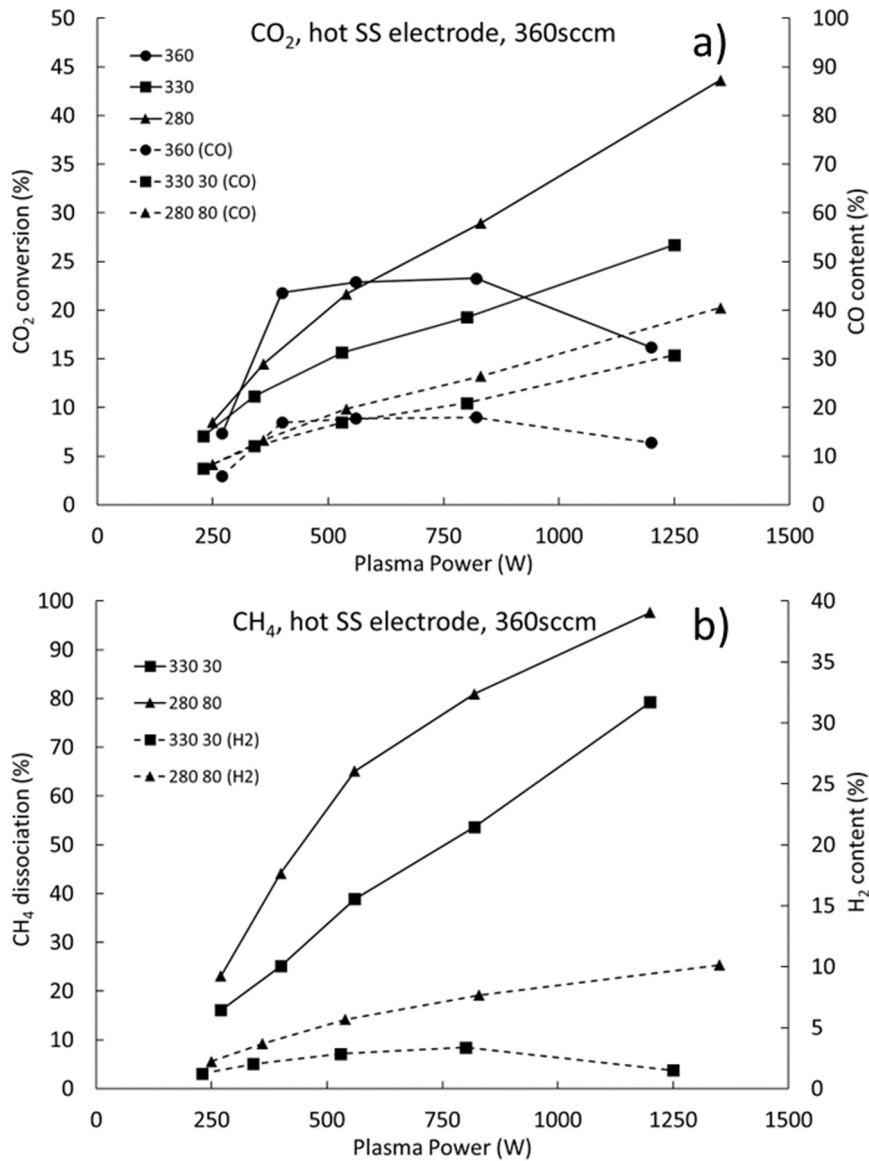 CO2, hot SS electrode, 360sccm
a)
360
330
280
360 (CO)
330 30 (CO)
280 80 (CO)
CO2 conversion (%)
50
45
40
35
30
25
20
15
10
5
0
CO content (%)
100
90
80
70
60
50
40
30
20
10
0
0 250 500 750 1000 1250 1500
Plasma Power (W)
CH4, hot SS electrode, 360sccm
b)
330 30
280 80
330 30 (H2)
280 80 (H2)
CH4 dissociation (%)
100
90
80
70
60
50
40
30
20
10
0
H2 content (%)
40
35
30
25
20
15
10
5
0
0 250 500 750 1000 1250 1500
Plasma Power (W)